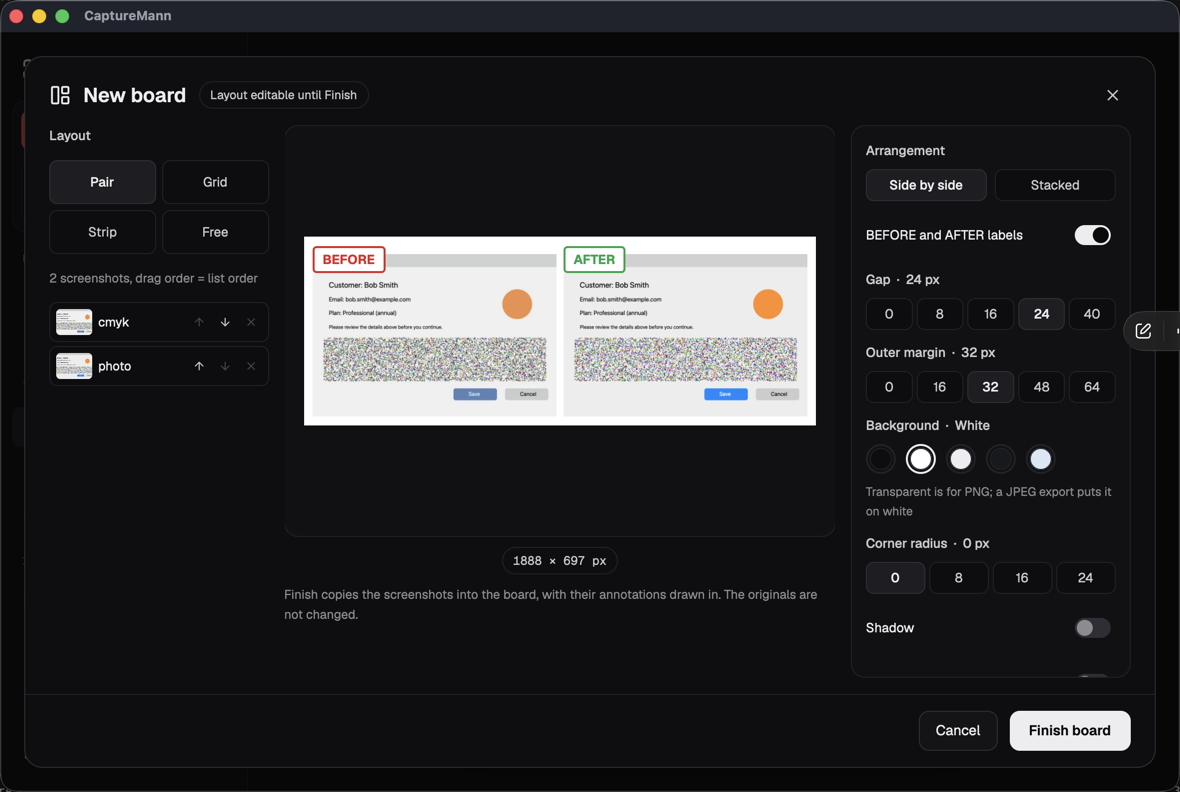 CaptureMann
New board
Layout editable until Finish
Layout
Pair
Grid
Strip
Free
2 screenshots, drag order = list order
cmyk
photo
BEFORE
Customer: Bob Smith
Email: bob.smith@example.com
Plan: Professional (annual)
Please review the details above before you continue.
Save
Cancel
AFTER
Customer: Bob Smith
Email: bob.smith@example.com
Plan: Professional (annual)
Please review the details above before you continue.
Save
Cancel
1888 × 697 px
Finish copies the screenshots into the board, with their annotations drawn in. The originals are
not changed.
Arrangement
Side by side
Stacked
BEFORE and AFTER labels
Gap · 24 px
0
8
16
24
40
Outer margin · 32 px
0
16
32
48
64
Background · White
Transparent is for PNG; a JPEG export puts it
on white
Corner radius · 0 px
0
8
16
24
Shadow
Cancel
Finish board